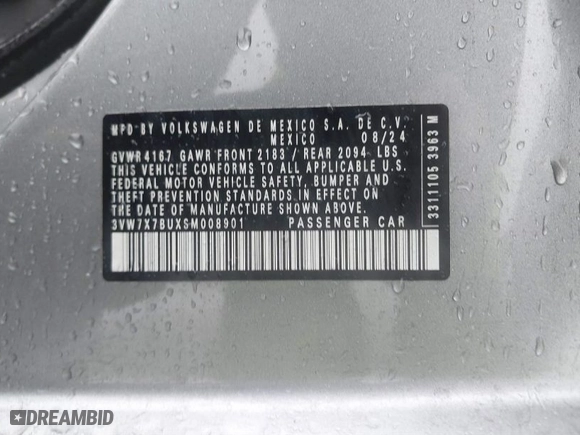 MFD BY VOLKSWAGEN DE MEXICO S.A. DE C.V.
MEXICO 08/24
GVWR 4167 GAWR FRONT 2183 / REAR 2094 LBS
THIS VEHICLE CONFORMS TO ALL APPLICABLE U.S.
FEDERAL MOTOR VEHICLE SAFETY, BUMPER AND
THEFT PREVENTION STANDARDS IN EFFECT ON
THE DATE OF MANUFACTURE SHOWN ABOVE.
3VW7X7BUXSM008901 PASSENGER CAR
3311105 3963 M
DREAMBID